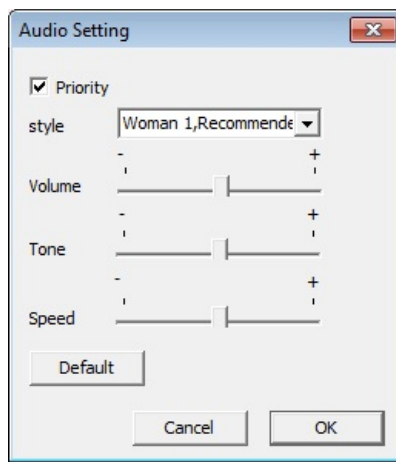 Audio Setting
Priority
style Woman 1,Recommende
- +
Volume
- +
Tone
- +
Speed
Default
Cancel OK